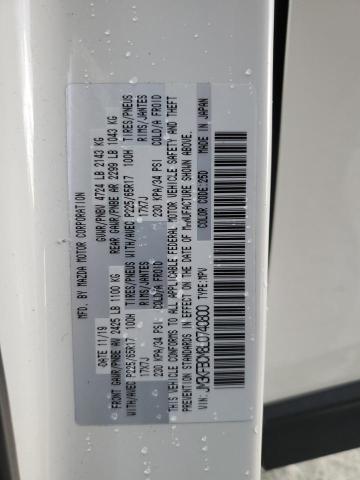 MFD. BY MAZDA MOTOR CORPORATION
DATE 11/19 GVWR/PNBV 4724 LB 2143 KG
FRONT GAWR/PNBE AV 2425 LB 1100 KG REAR GAWR/PNBE AR 2299 LB 1043 KG
WITH/AVEC P225/65R17 100H TIRES/PNEUS WITH/AVEC P225/65R17 100H TIRES/PNEUS
17X7J RIMS/JANTES 17X7J RIMS/JANTES
230 KPA/34 PSI COLD/A FROID 230 KPA/34 PSI COLD/A FROID
THIS VEHICLE CONFORMS TO ALL APPLICABLE FEDERAL MOTOR VEHICLE SAFETY AND THEFT
PREVENTION STANDARDS IN EFFECT ON THE DATE OF MANUFACTURE SHOWN ABOVE.
VIN: JM3KFBCM8L0740800 TYPE: MPV COLOR CODE: 25D MADE IN JAPAN